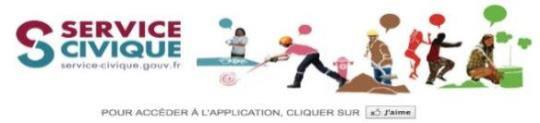 SERVICE
CIVIQUE
service-civique.gouv.fr
POUR ACCÉDER À L'APPLICATION, CLIQUER SUR J'aime